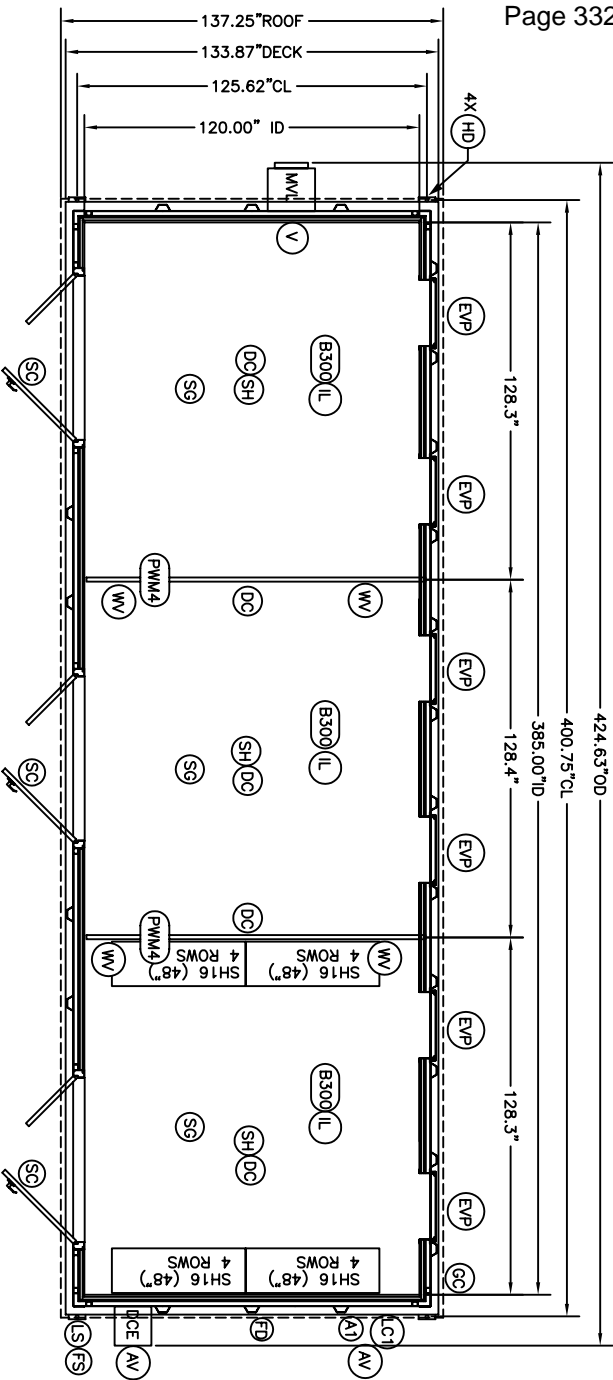 Page 332
137.25"ROOF
133.87"DECK
125.62"CL
120.00" ID
4X
HD
MVL
V
EVP
SC
DC
SH
SG
B300
IL
128.3"
EVP
PWM4
WV
DC
WV
424.63"OD
400.75"CL
385.00"ID
128.4"
EVP
SC
SH
DC
SG
B300
IL
EVP
PWM4
DC
WV
WV
SH16 (48")
4 ROWS
SH16 (48")
4 ROWS
EVP
128.3"
B300
IL
SG
SH
DC
SC
EVP
SH16 (48")
4 ROWS
SH16 (48")
4 ROWS
GC
LS
FS
DCE
AV
FD
A1
LC1
AV